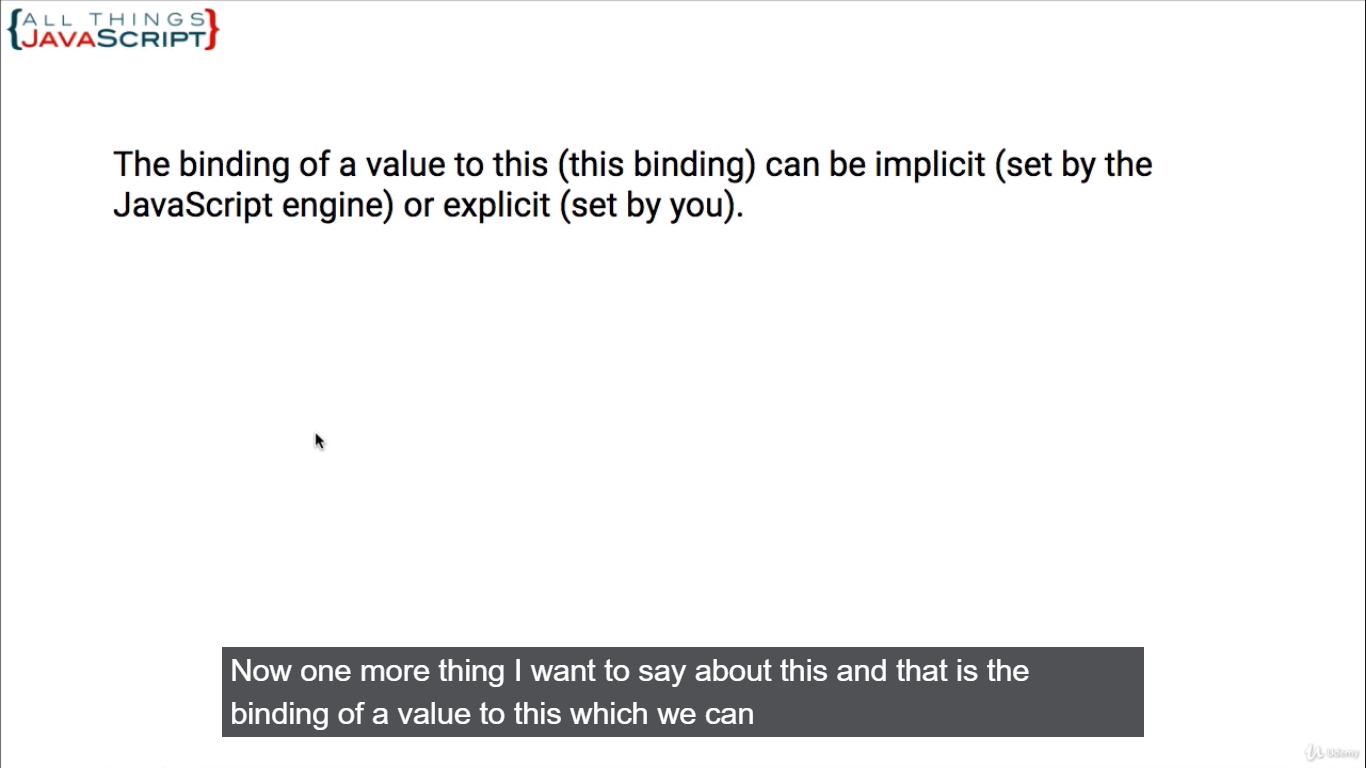 {ALL THINGS
JAVASCRIPT}
The binding of a value to this (this binding) can be implicit (set by the
JavaScript engine) or explicit (set by you).
Now one more thing I want to say about this and that is the
binding of a value to this which we can
Udemy